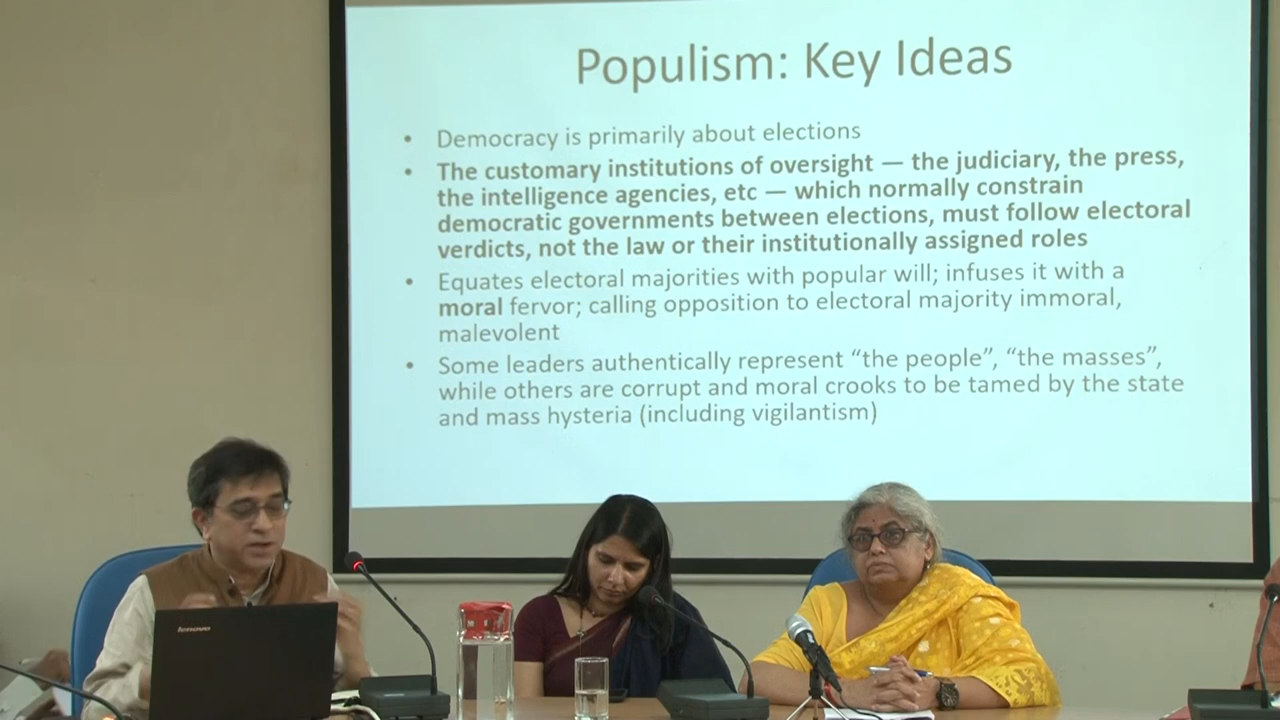 Populism: Key Ideas
• Democracy is primarily about elections
• The customary institutions of oversight — the judiciary, the press,
the intelligence agencies, etc — which normally constrain
democratic governments between elections, must follow electoral
verdicts, not the law or their institutionally assigned roles
• Equates electoral majorities with popular will; infuses it with a
moral fervor; calling opposition to electoral majority immoral,
malevolent
• Some leaders authentically represent “the people”, “the masses”,
while others are corrupt and moral crooks to be tamed by the state
and mass hysteria (including vigilantism)
lenovo